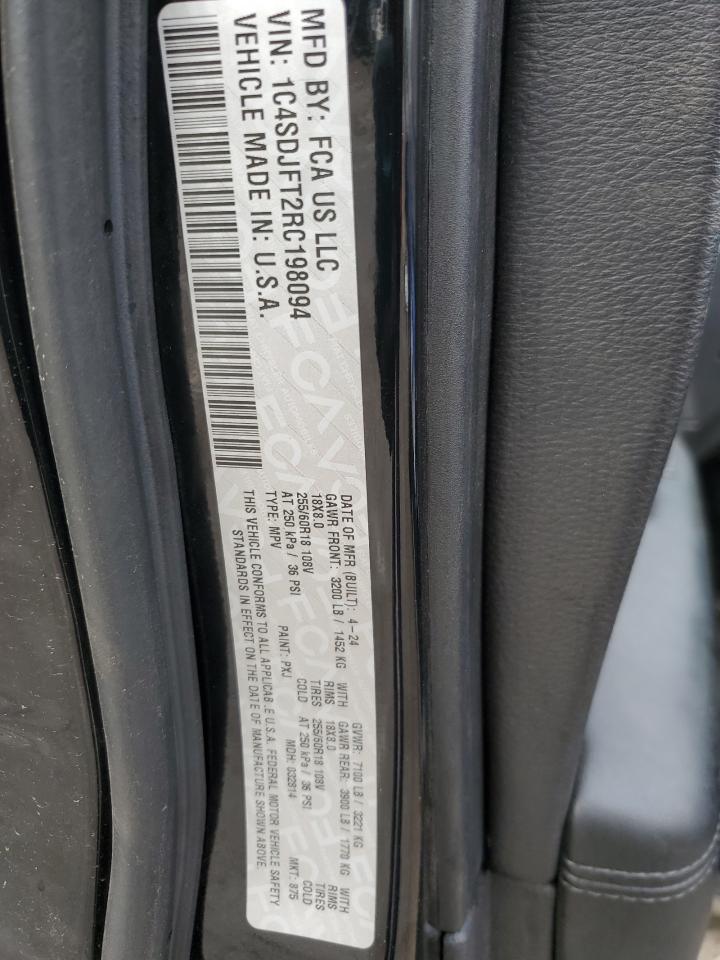 MFD BY: FCA US LLC
VIN: 1C4SDJFT2RC198094
VEHICLE MADE IN: U.S.A.
DATE OF MFR (BUILT): 4-24 GVWR: 7100 LB / 3221 KG
GAWR FRONT: 3200 LB / 1452 KG WITH GAWR REAR: 3900 LB / 1770 KG WITH
18X8.0 RIMS 18X8.0 RIMS
255/60R18 108V TIRES 255/60R18 108V TIRES
AT 250 kPa / 36 PSI COLD AT 250 kPa / 36 PSI COLD
TYPE: MPV PAINT: PXJ MDH: 032814 MKT: 875
THIS VEHICLE CONFORMS TO ALL APPLICABLE U.S.A. FEDERAL MOTOR VEHICLE SAFETY
STANDARDS IN EFFECT ON THE DATE OF MANUFACTURE SHOWN ABOVE.